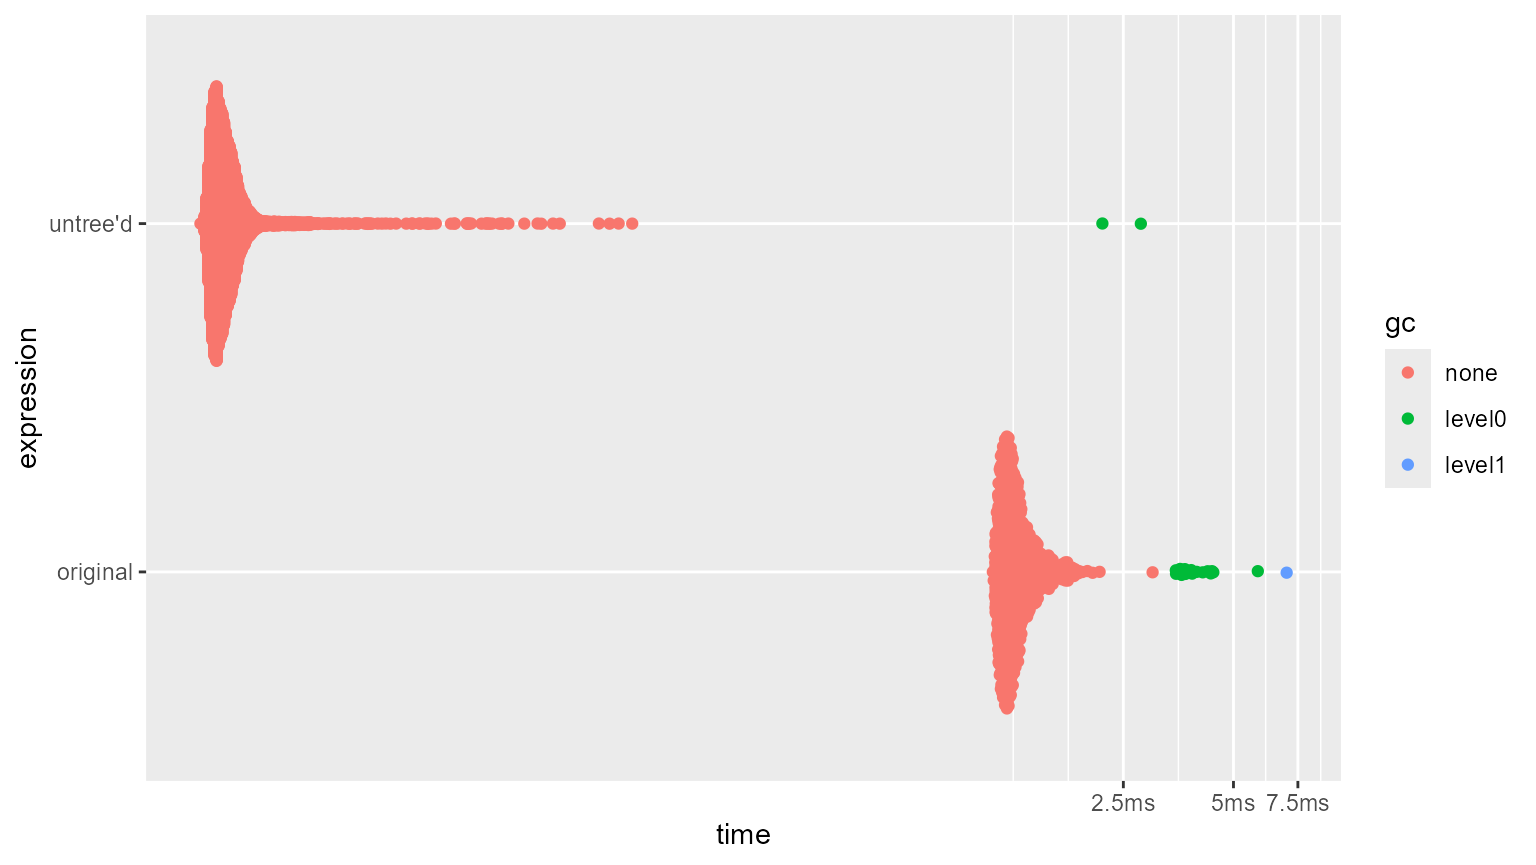 untree'd
original
expression
2.5ms 5ms 7.5ms
time
gc
none
level0
level1